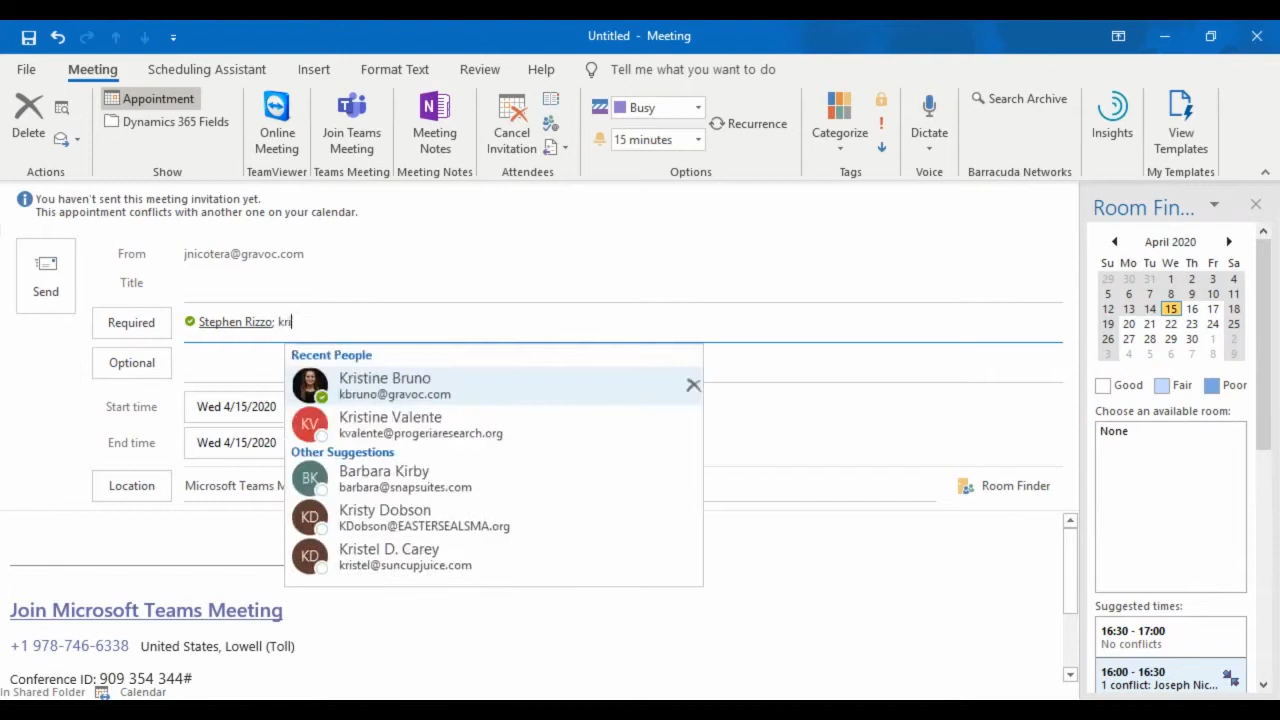 Untitled - Meeting
File Meeting Scheduling Assistant Insert Format Text Review Help Tell me what you want to do
Appointment
Dynamics 365 Fields
Delete
Online Meeting
Join Teams Meeting
Meeting Notes
Cancel Invitation
Busy
15 minutes
Recurrence
Categorize
Dictate
Search Archive
Insights
View Templates
Actions Show TeamViewer Teams Meeting Meeting Notes Attendees Options Tags Voice Barracuda Networks My Templates
You haven't sent this meeting invitation yet.
This appointment conflicts with another one on your calendar.
Send
From jnicotera@gravoc.com
Title
Required Stephen Rizzo; kri
Optional
Start time Wed 4/15/2020
End time Wed 4/15/2020
Location Microsoft Teams M
Room Finder
Recent People
Kristine Bruno
kbruno@gravoc.com
Kristine Valente
kvalente@progeriaresearch.org
Other Suggestions
BK
Barbara Kirby
barbara@snapsuites.com
KV
KD
Kristy Dobson
KDobson@EASTERSEALSMA.org
KD
Kristel D. Carey
kristel@suncupjuice.com
Join Microsoft Teams Meeting
+1 978-746-6338 United States, Lowell (Toll)
Conference ID: 909 354 344#
In Shared Folder Calendar
Room Fin...
April 2020
Su Mo Tu We Th Fr Sa
29 30 31 1 2 3 4
5 6 7 8 9 10 11
12 13 14 15 16 17 18
19 20 21 22 23 24 25
26 27 28 29 30 1 2
3 4 5 6 7 8 9
Good Fair Poor
Choose an available room:
None
Suggested times:
16:30 - 17:00
No conflicts
16:00 - 16:30
1 conflict: Joseph Nic...